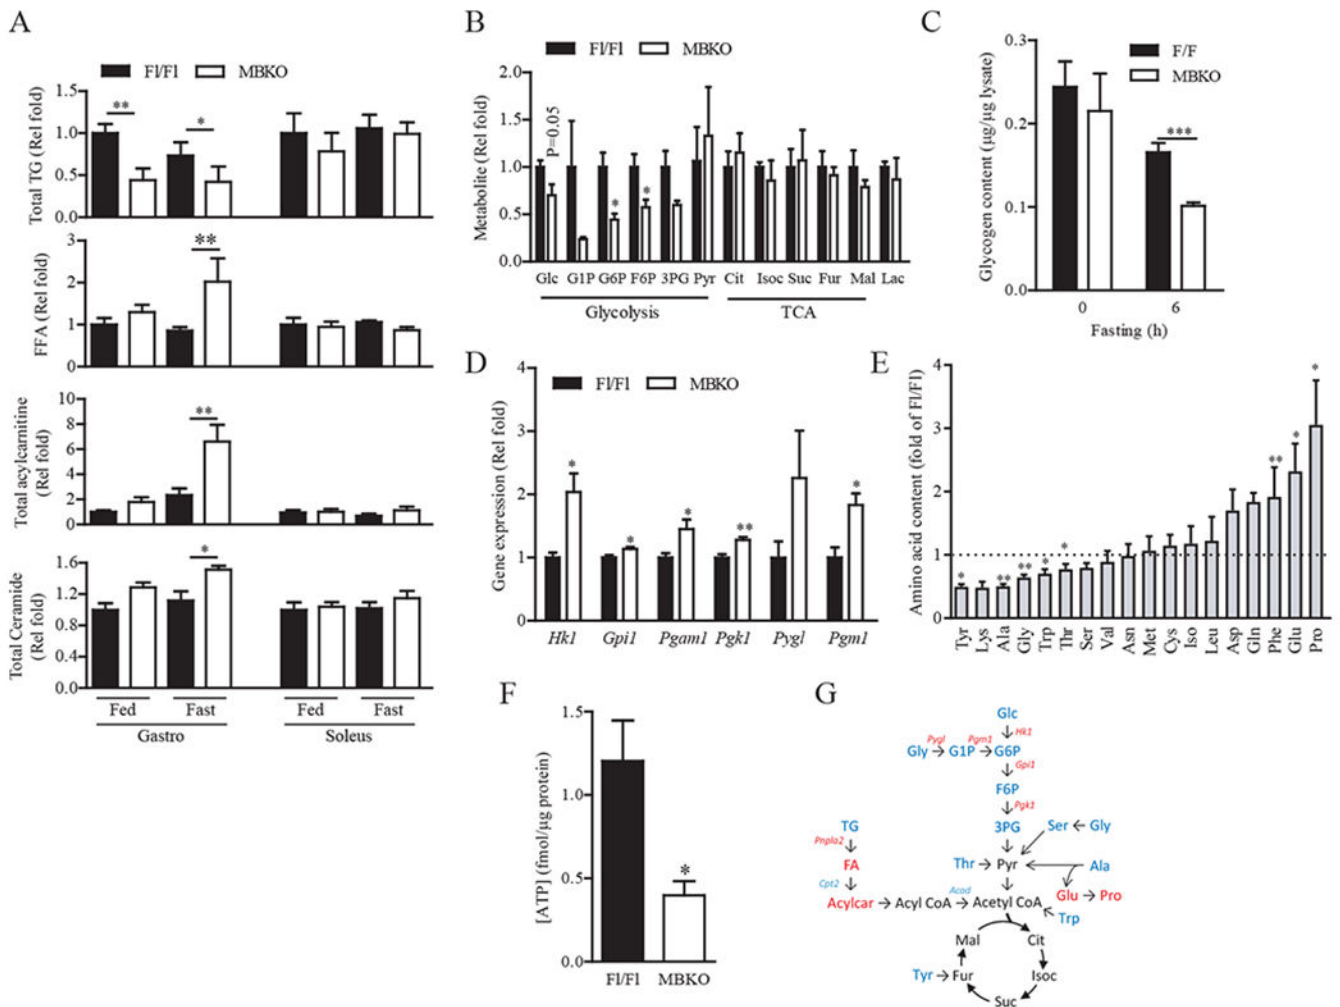 A
Fl/Fl MBKO
Total TG (Rel fold)
1.5
1.0
0.5
0.0
** *
FFA (Rel fold)
3
2
1
0
**
Total acylcarnitine
(Rel fold)
10
8
6
4
2
0
**
Total Ceramide
(Rel fold)
1.6
1.2
0.8
0.4
0.0
*
Fed Fast Fed Fast
Gastro Soleus
B
Fl/Fl MBKO
Metabolite (Rel fold)
2.0
1.5
1.0
0.5
0.0
P=0.05
* *
Glc G1P G6P F6P 3PG Pyr Cit Isoc Suc Fur Mal Lac
Glycolysis TCA
C
F/F
MBKO
Glycogen content (µg/µg lysate)
0.3
0.2
0.1
0.0
***
0 6
Fasting (h)
D
Fl/Fl MBKO
Gene expression (Rel fold)
4
3
2
1
0
* * * ** *
Hk1 Gpi1 Pgam1 Pgk1 Pygl Pgm1
E
Amino acid content (fold of Fl/Fl)
4
2
1
0
* ** ** * * ** * *
Tyr Lys Ala Gly Trp Thr Ser Val Asn Met Cys Iso Leu Asp Gln Phe Glu Pro
F
[ATP] (fmol/µg protein)
1.5
1.0
0.5
0.0
*
Fl/Fl MBKO
G
Glc
Hk1
Pygl Pgm1
Gly → G1P → G6P
Gpi1
F6P
Pgk1
TG 3PG Ser ← Gly
Pnpla2
FA Thr → Pyr Ala
Cpt2 Acad Glu → Pro
Acylcar → Acyl CoA → Acetyl CoA
Trp
Mal Cit
Tyr → Fur Isoc
Suc